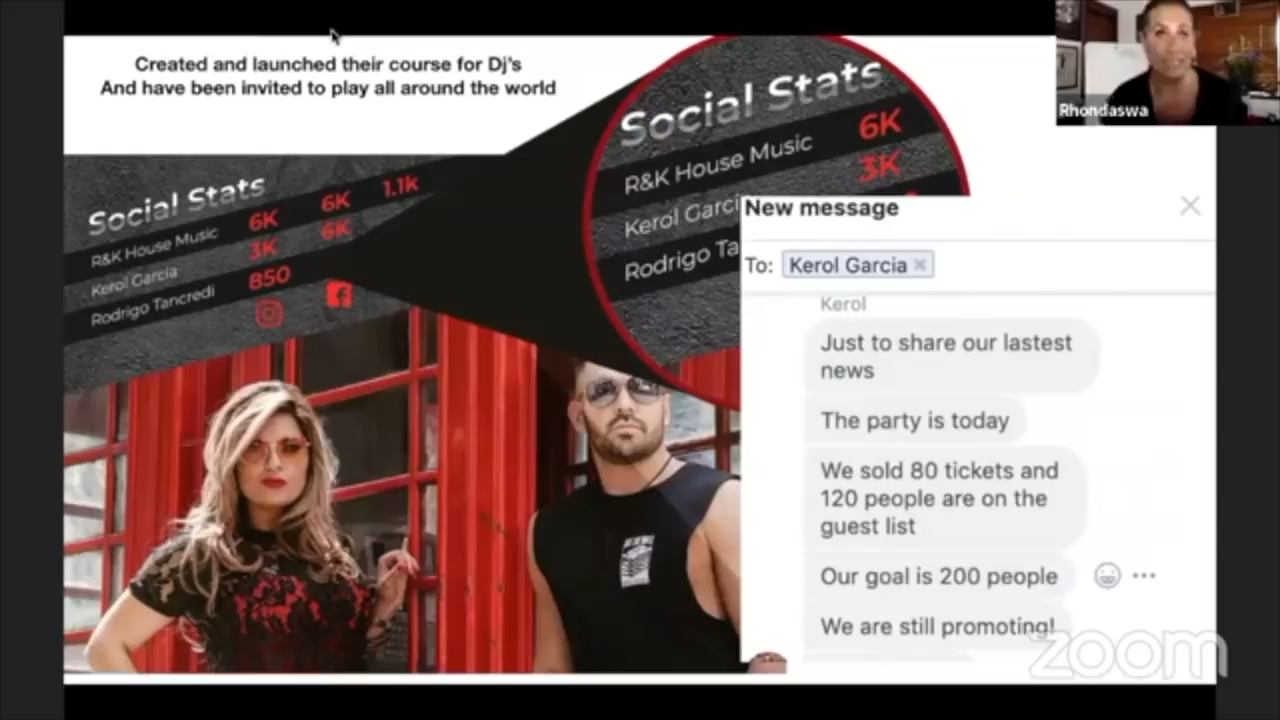 Created and launched their course for Dj's
And have been invited to play all around the world
Social Stats
R&K House Music 6K 6K 1.1k
Kerol Garcia 3K 6K
Rodrigo Tancredi 850
Social Stats
R&K House Music 6K
Kerol Garci 3K
Rodrigo Ta
Rhondaswa
New message
To: Kerol Garcia
Kerol
Just to share our lastest
news
The party is today
We sold 80 tickets and
120 people are on the
guest list
Our goal is 200 people
We are still promoting!
zoom